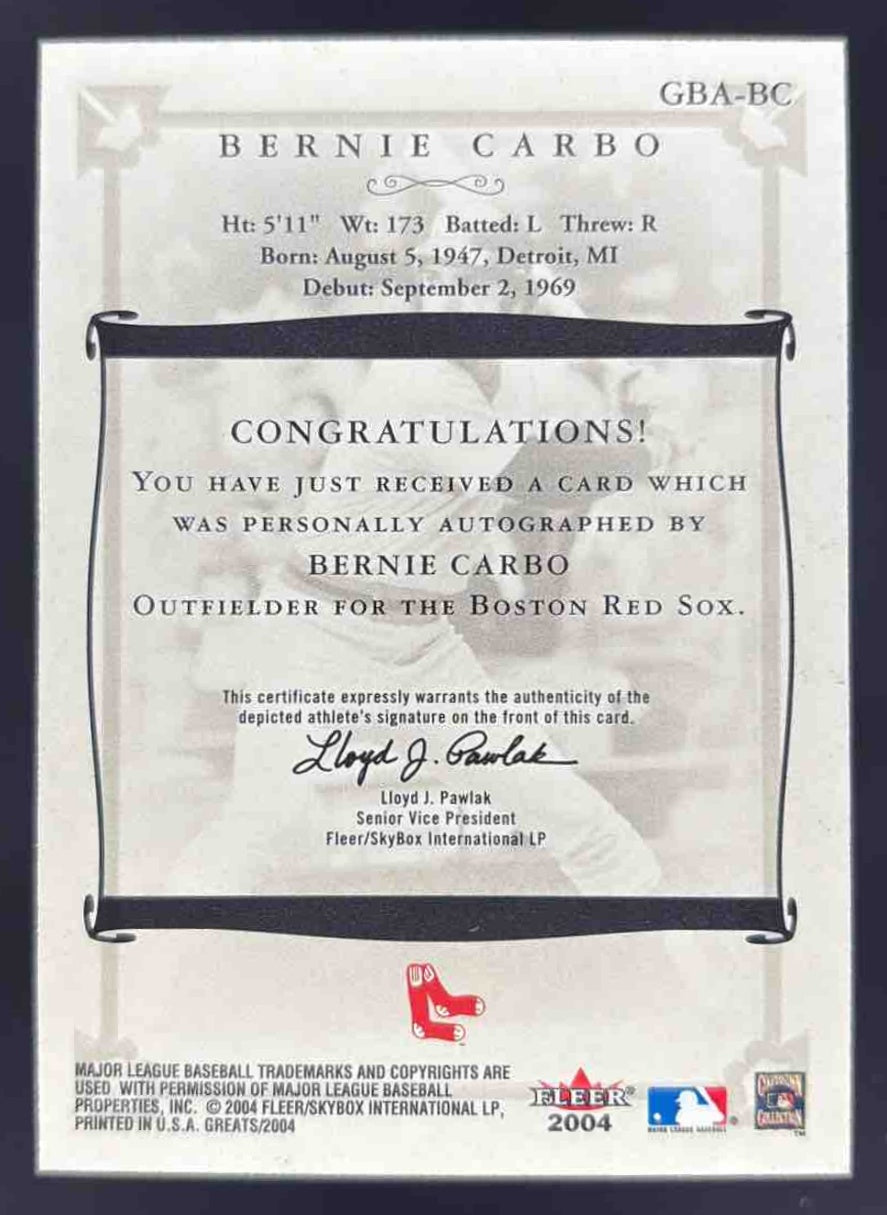 GBA-BC
BERNIE CARBO
Ht: 5'11" Wt: 173 Batted: L Threw: R
Born: August 5, 1947, Detroit, MI
Debut: September 2, 1969
CONGRATULATIONS!
YOU HAVE JUST RECEIVED A CARD WHICH
WAS PERSONALLY AUTOGRAPHED BY
BERNIE CARBO
OUTFIELDER FOR THE BOSTON RED SOX.
This certificate expressly warrants the authenticity of the
depicted athlete's signature on the front of this card.
Lloyd J. Pawlak
Lloyd J. Pawlak
Senior Vice President
Fleer/SkyBox International LP
MAJOR LEAGUE BASEBALL TRADEMARKS AND COPYRIGHTS ARE
USED WITH PERMISSION OF MAJOR LEAGUE BASEBALL
PROPERTIES, INC. © 2004 FLEER/SKYBOX INTERNATIONAL LP,
PRINTED IN U.S.A. GREATS/2004
FLEER®
2004
MAJOR LEAGUE BASEBALL